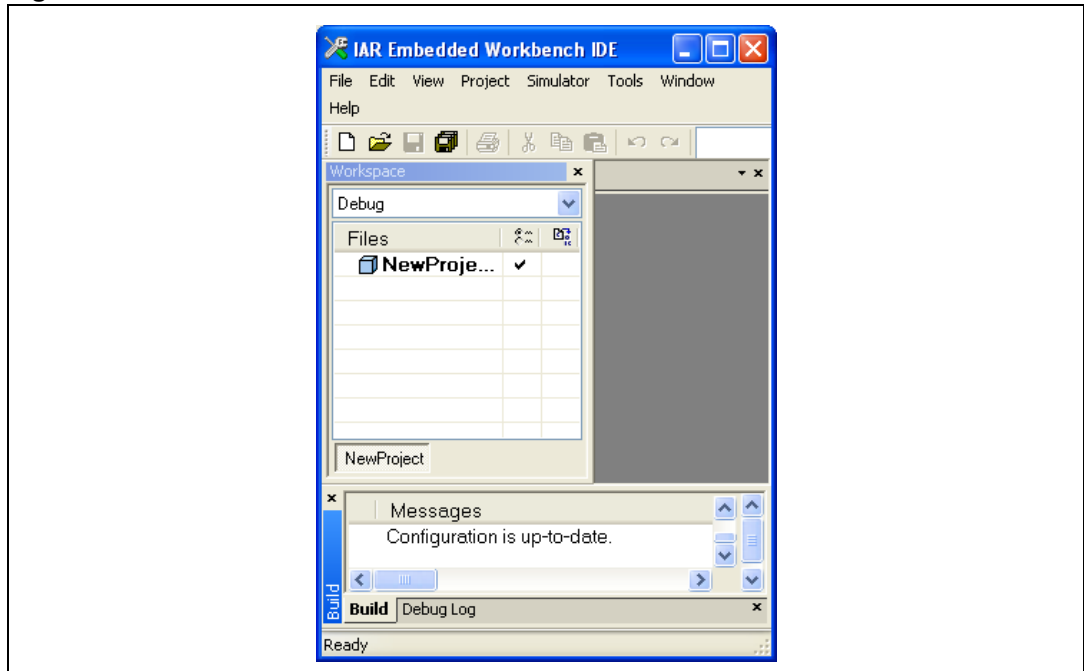 IAR Embedded Workbench IDE
File Edit View Project Simulator Tools Window
Help
Workspace
Debug
Files
NewProje...
NewProject
Messages
Configuration is up-to-date.
Build
Build Debug Log
Ready